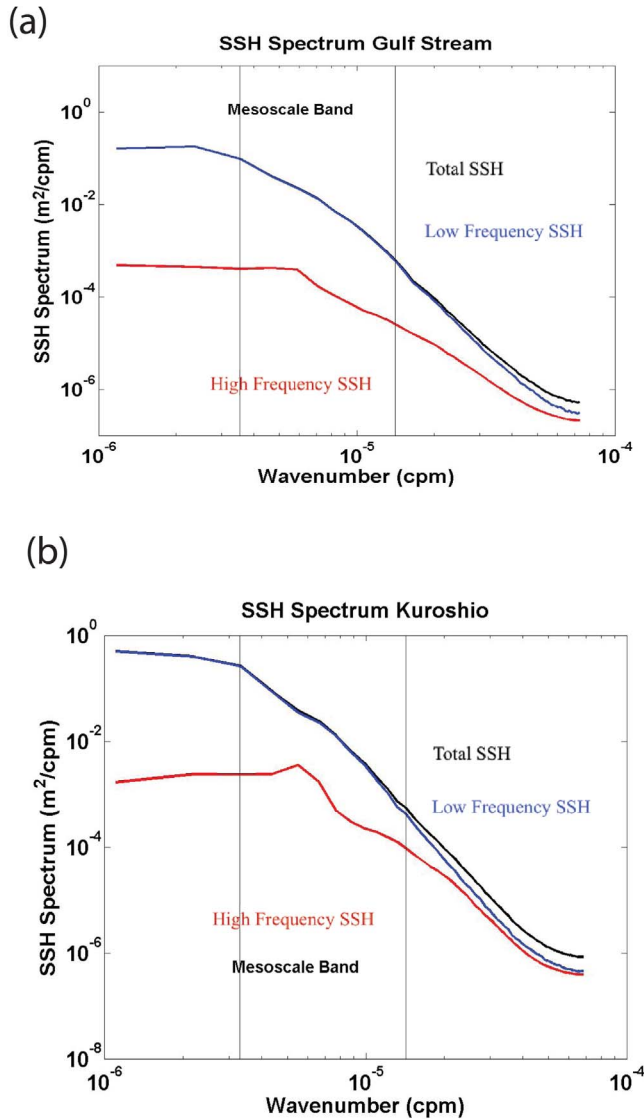 (a)
SSH Spectrum Gulf Stream
10^0
10^-2
10^-4
10^-6
SSH Spectrum (m^2/cpm)
Mesoscale Band
Total SSH
Low Frequency SSH
High Frequency SSH
10^-6
10^-5
10^-4
Wavenumber (cpm)
(b)
SSH Spectrum Kuroshio
10^0
10^-2
10^-4
10^-6
10^-8
SSH Spectrum (m^2/cpm)
Total SSH
Low Frequency SSH
High Frequency SSH
Mesoscale Band
10^-6
10^-5
10^-4
Wavenumber (cpm)